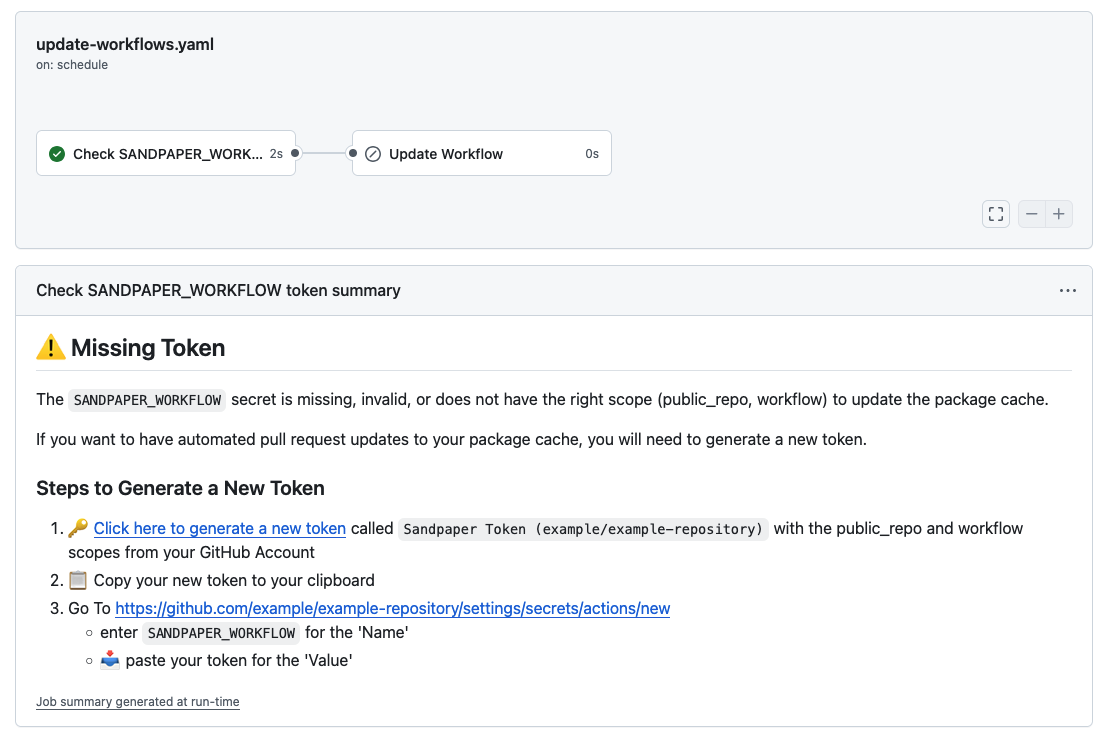 update-workflows.yaml
on: schedule
Check SANDPAPER_WORK... 2s
Update Workflow 0s
Check SANDPAPER_WORKFLOW token summary
⚠️ Missing Token
The SANDPAPER_WORKFLOW secret is missing, invalid, or does not have the right scope (public_repo, workflow) to update the package cache.
If you want to have automated pull request updates to your package cache, you will need to generate a new token.
Steps to Generate a New Token
1. 🔑 Click here to generate a new token called Sandpaper Token (example/example-repository) with the public_repo and workflow
scopes from your GitHub Account
2. 📋 Copy your new token to your clipboard
3. Go To https://github.com/example/example-repository/settings/secrets/actions/new
○ enter SANDPAPER_WORKFLOW for the 'Name'
○ 📥 paste your token for the 'Value'
Job summary generated at run-time